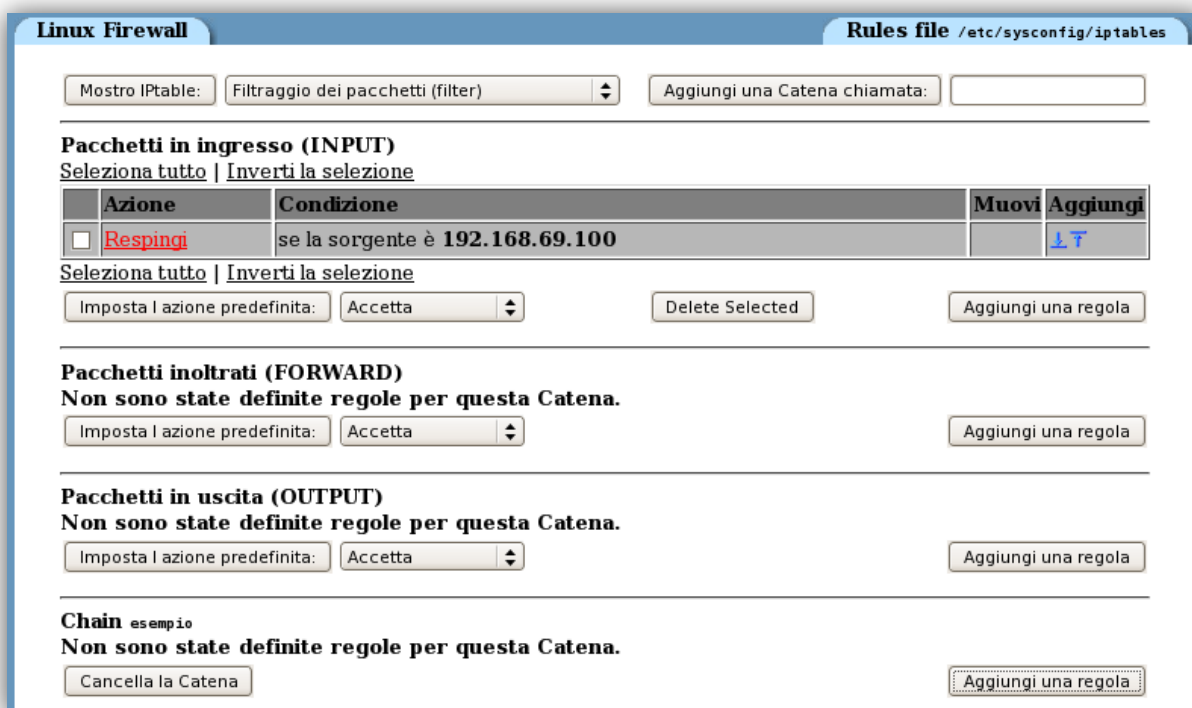 Linux Firewall Rules file /etc/sysconfig/iptables
Mostro IPtable: Filtraggio dei pacchetti (filter) Aggiungi una Catena chiamata:
Pacchetti in ingresso (INPUT)
Seleziona tutto | Inverti la selezione
Azione Condizione Muovi Aggiungi
Respingi se la sorgente è 192.168.69.100
Seleziona tutto | Inverti la selezione
Imposta l azione predefinita: Accetta Delete Selected Aggiungi una regola
Pacchetti inoltrati (FORWARD)
Non sono state definite regole per questa Catena.
Imposta l azione predefinita: Accetta Aggiungi una regola
Pacchetti in uscita (OUTPUT)
Non sono state definite regole per questa Catena.
Imposta l azione predefinita: Accetta Aggiungi una regola
Chain esempio
Non sono state definite regole per questa Catena.
Cancella la Catena Aggiungi una regola